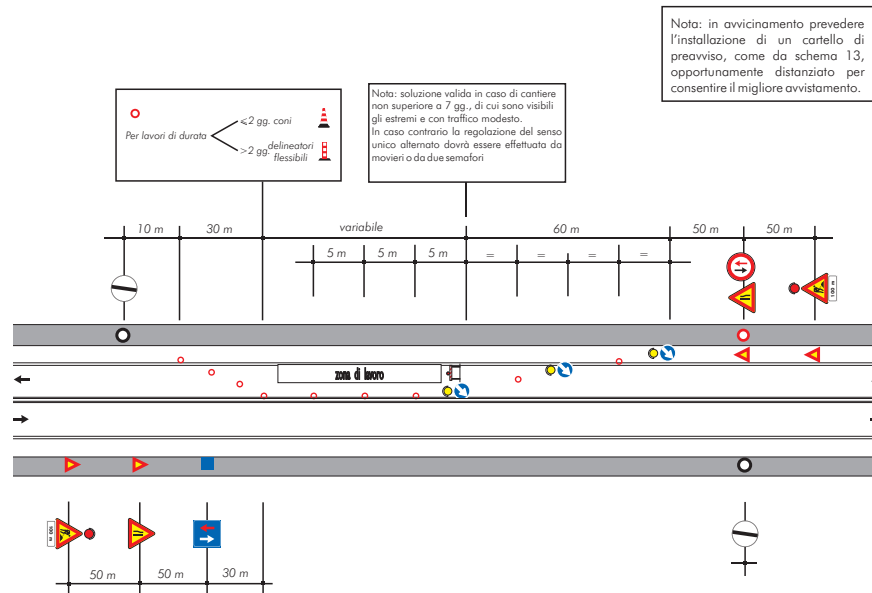 Nota: in avvicinamento prevedere
l'installazione di un cartello di
preavviso, come da schema 13,
opportunamente distanziato per
consentire il migliore avvistamento.
Per lavori di durata
⩽2 gg. coni
>2 gg. delineatori
flessibili
Nota: soluzione valida in caso di cantiere
non superiore a 7 gg., di cui sono visibili
gli estremi e con traffico modesto.
In caso contrario la regolazione del senso
unico alternato dovrà essere effettuata da
movieri o da due semafori
10 m 30 m variabile 60 m 50 m 50 m
5 m 5 m 5 m = = = =
100 m
zona di lavoro
100 m
50 m 50 m 30 m